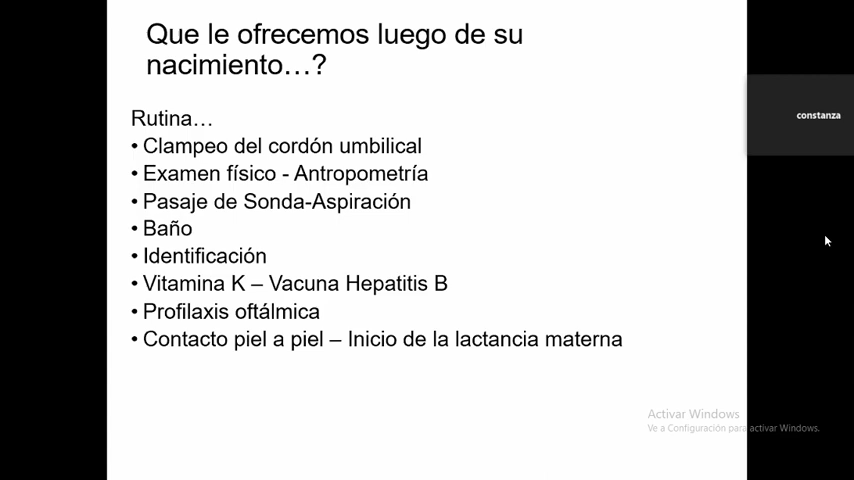 Que le ofrecemos luego de su
nacimiento…?
Rutina…
• Clampeo del cordón umbilical
• Examen físico - Antropometría
• Pasaje de Sonda-Aspiración
• Baño
• Identificación
• Vitamina K – Vacuna Hepatitis B
• Profilaxis oftálmica
• Contacto piel a piel – Inicio de la lactancia materna
constanza
Activar Windows
Ve a Configuración para activar Windows.